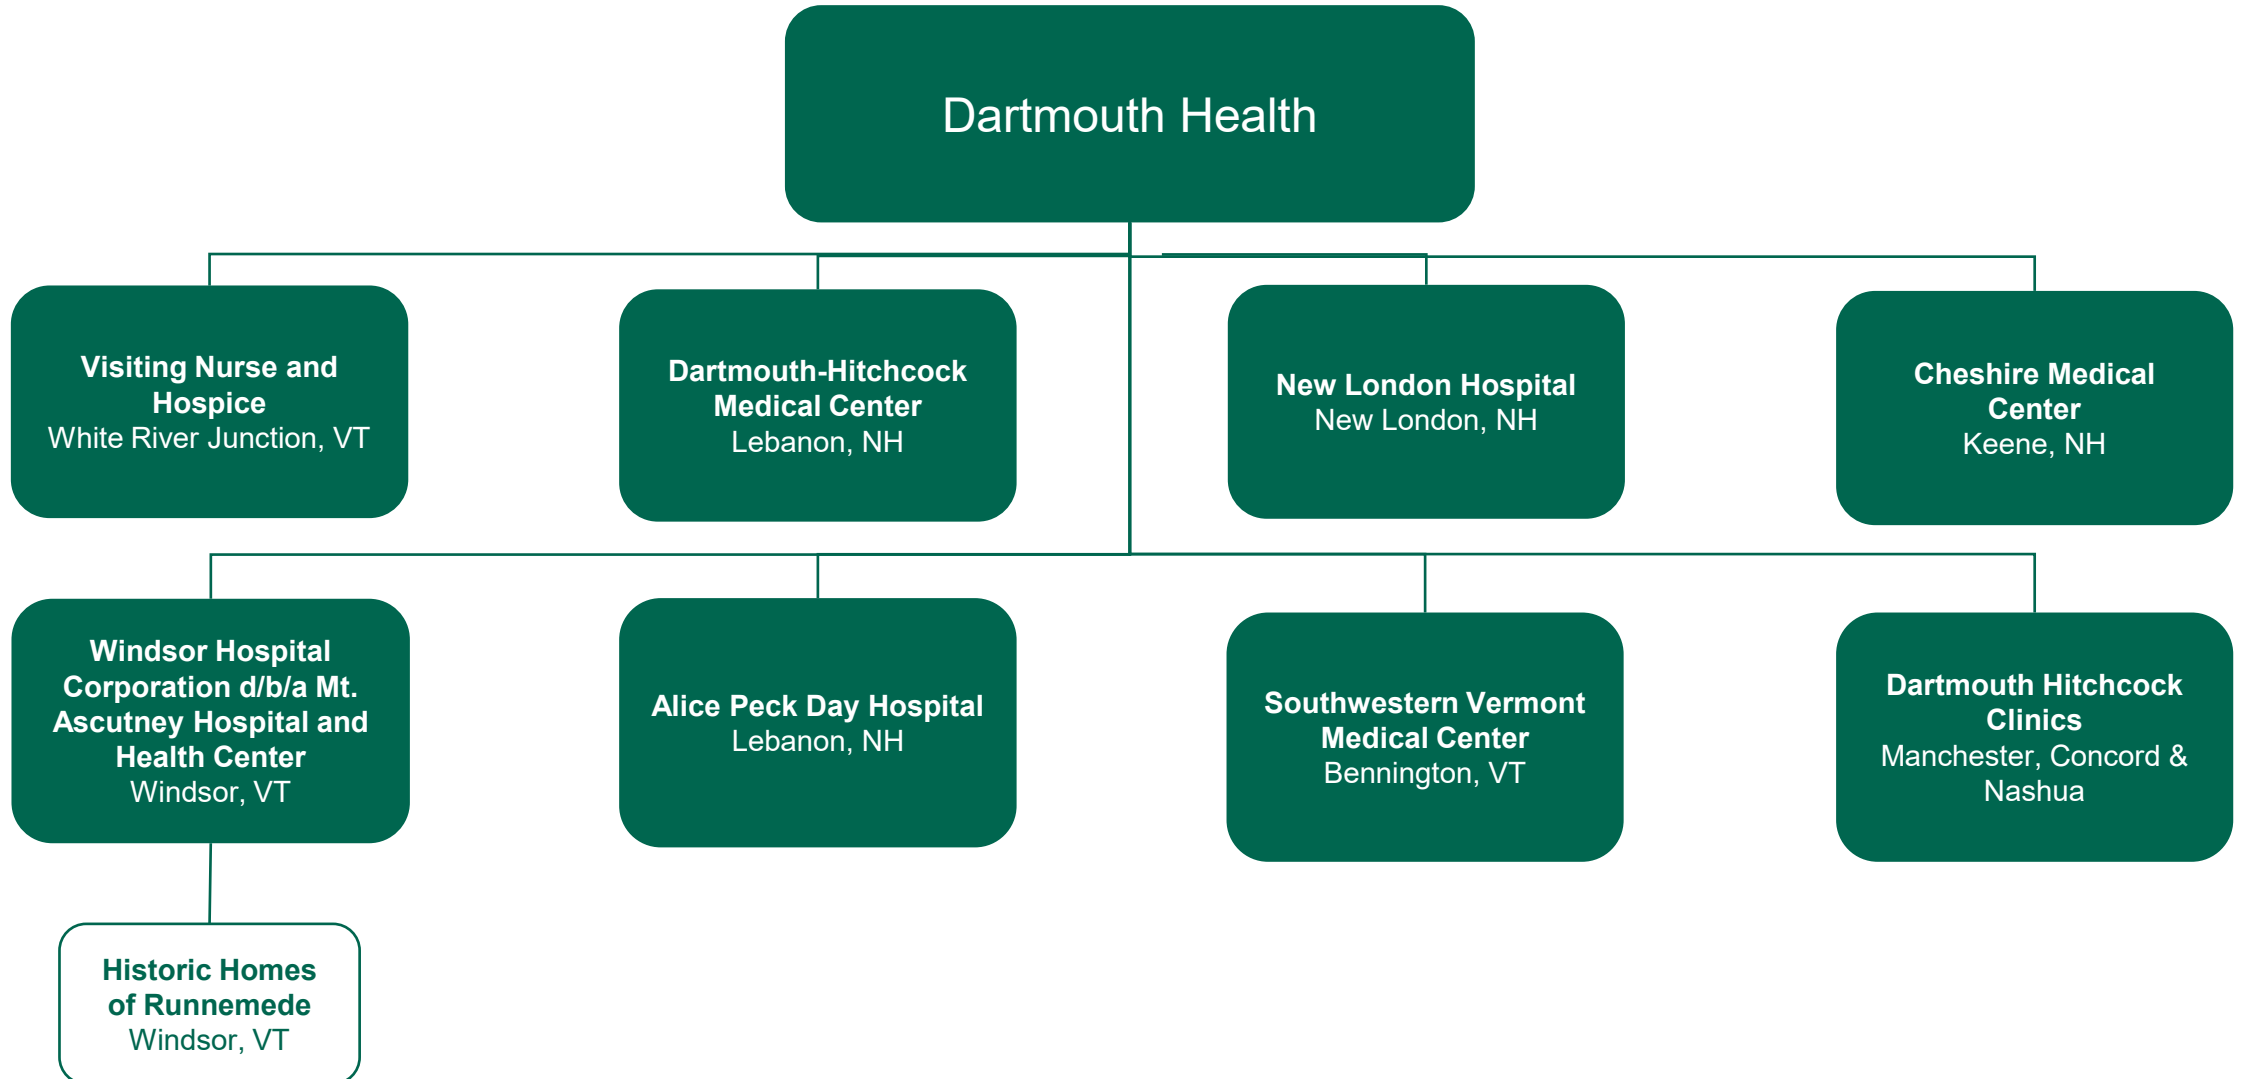 Dartmouth Health
Visiting Nurse and
Hospice
White River Junction, VT
Dartmouth-Hitchcock
Medical Center
Lebanon, NH
New London Hospital
New London, NH
Cheshire Medical
Center
Keene, NH
Windsor Hospital
Corporation d/b/a Mt.
Ascutney Hospital and
Health Center
Windsor, VT
Alice Peck Day Hospital
Lebanon, NH
Southwestern Vermont
Medical Center
Bennington, VT
Dartmouth Hitchcock
Clinics
Manchester, Concord &
Nashua
Historic Homes
of Runnemede
Windsor, VT